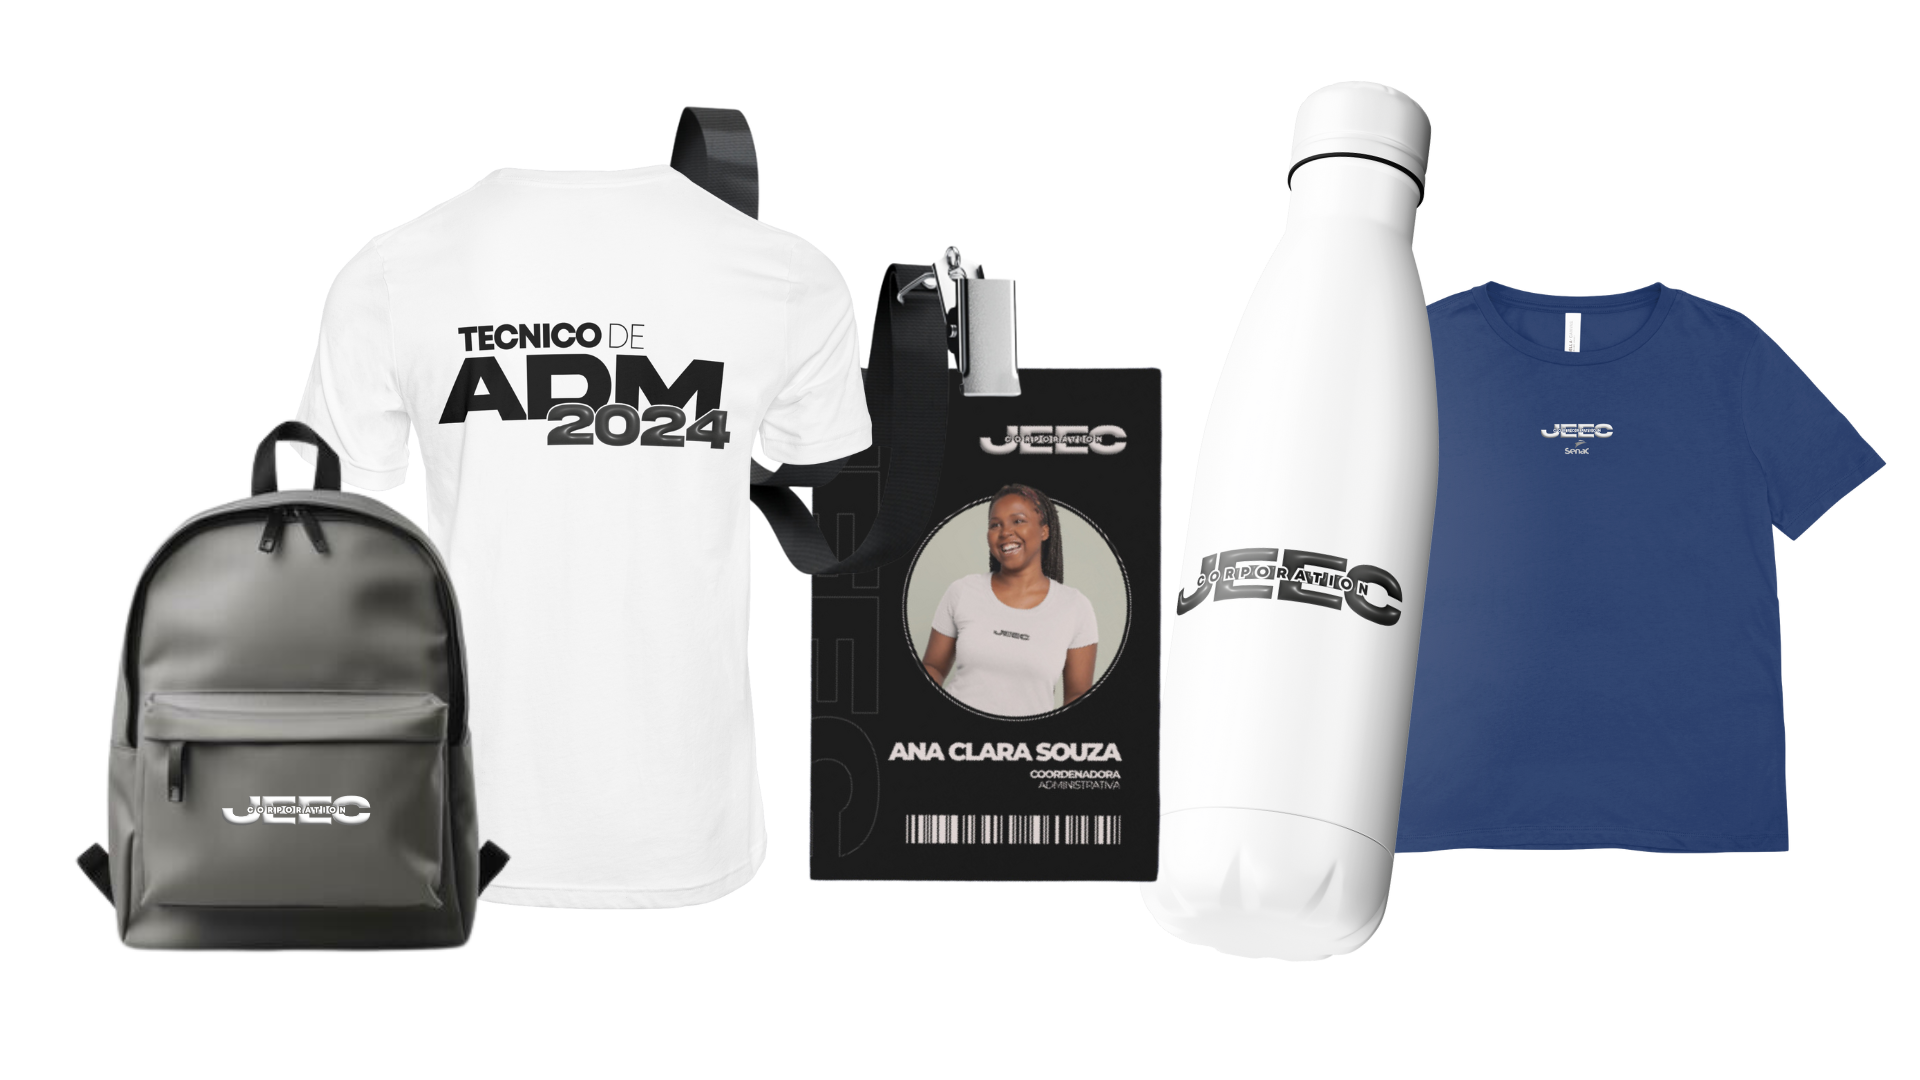 TECNICO DE
ADM
2024
JEEC
CORPORATION
JEEC
CORPORATION
JEEC
ANA CLARA SOUZA
COORDENADORA
ADMINISTRATIVA
JEEC
CORPORATION
JEEC
CORPORATION
JEEC
Senac